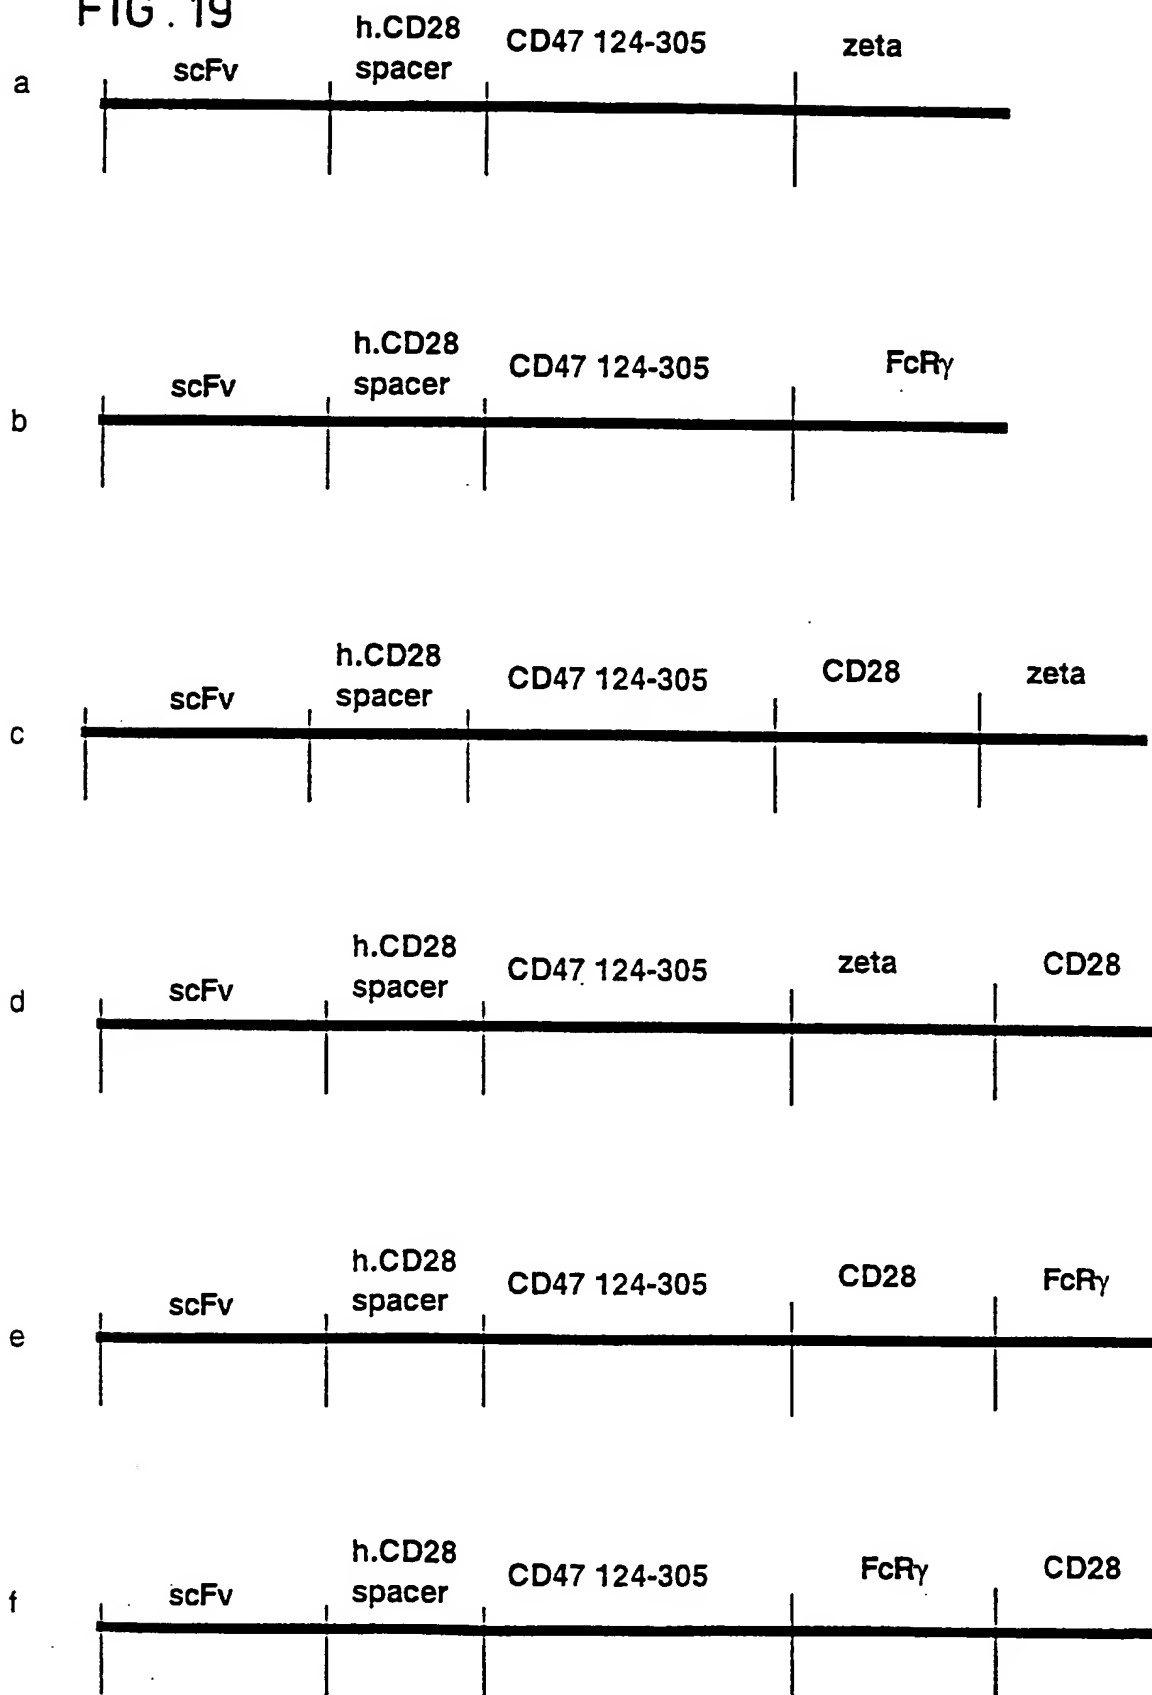 FIG. 19
a
scFv
h.CD28
spacer
CD47 124-305
zeta
b
scFv
h.CD28
spacer
CD47 124-305
FcRγ
c
scFv
h.CD28
spacer
CD47 124-305
CD28
zeta
d
scFv
h.CD28
spacer
CD47 124-305
zeta
CD28
e
scFv
h.CD28
spacer
CD47 124-305
CD28
FcRγ
f
scFv
h.CD28
spacer
CD47 124-305
FcRγ
CD28